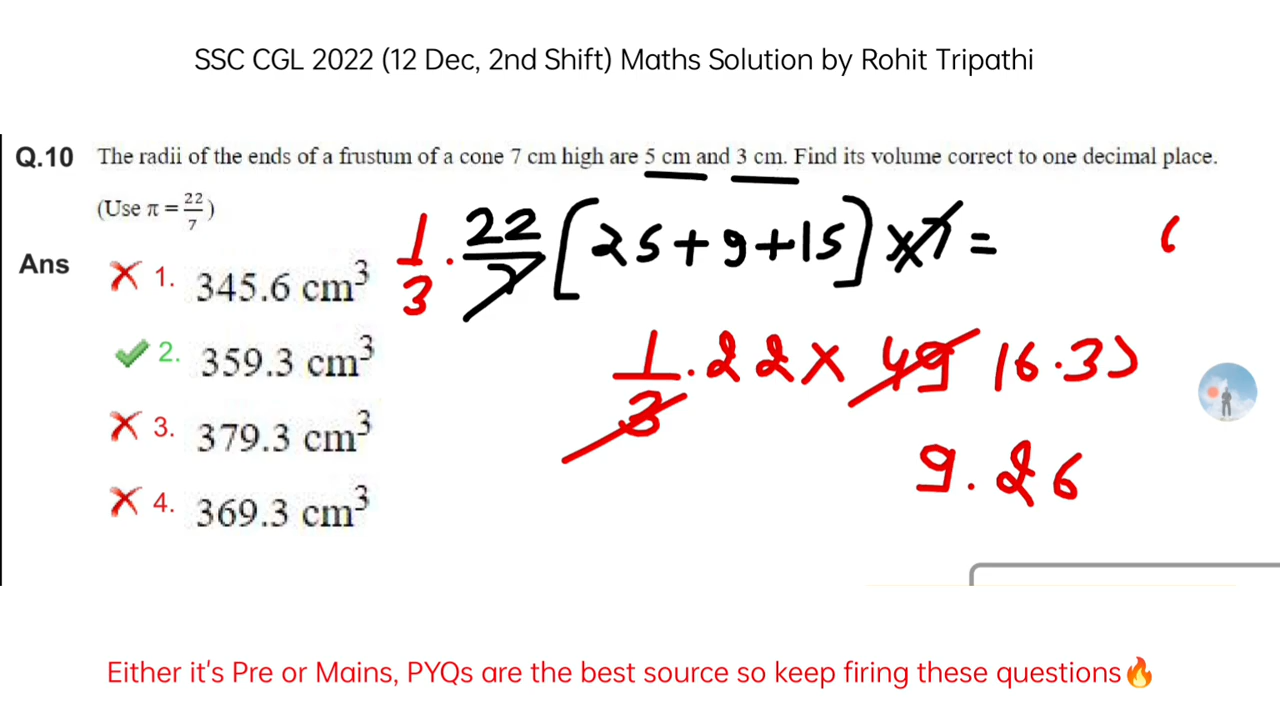 SSC CGL 2022 (12 Dec, 2nd Shift) Maths Solution by Rohit Tripathi
Q.10 The radii of the ends of a frustum of a cone 7 cm high are 5 cm and 3 cm. Find its volume correct to one decimal place.
(Use π = 22/7)
1/3 . 22/7 [25+9+15] ×7 =
Ans
1. 345.6 cm³
1/3 . 22 × 49 16.33
2. 359.3 cm³
3. 379.3 cm³
9.26
4. 369.3 cm³
Either it's Pre or Mains, PYQs are the best source so keep firing these questions🔥